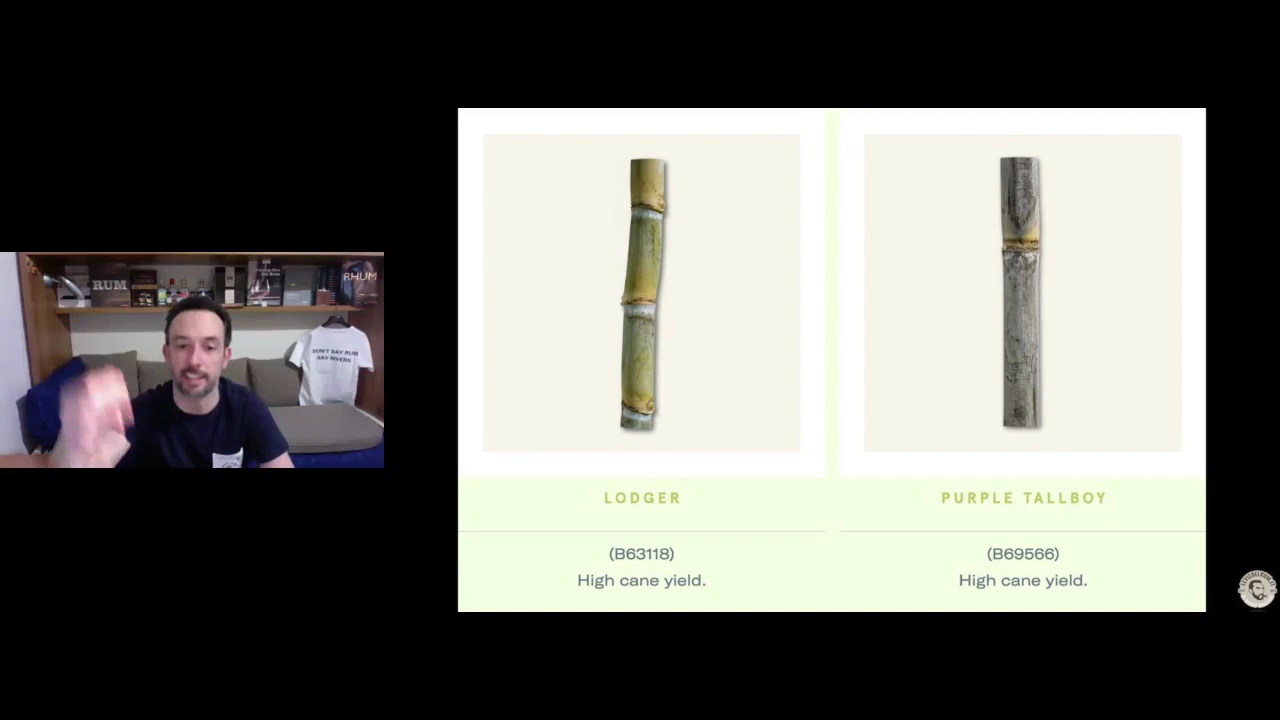 RUM
RHUM
DON'T SAY RUM
SAY RIVERS
LODGER
(B63118)
High cane yield.
PURPLE TALLBOY
(B69566)
High cane yield.